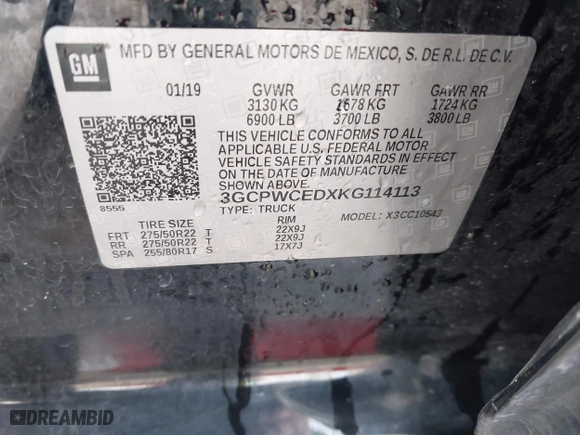 GM
MFD BY GENERAL MOTORS DE MEXICO, S. DE R.L. DE C.V.
01/19 GVWR GAWR FRT GAWR RR
3130 KG 1678 KG 1724 KG
6900 LB 3700 LB 3800 LB
THIS VEHICLE CONFORMS TO ALL
APPLICABLE U.S. FEDERAL MOTOR
VEHICLE SAFETY STANDARDS IN EFFECT
ON THE DATE OF MANUFACTURE
SHOWN ABOVE.
8555 3GCPWCEDXKG114113
TYPE: TRUCK MODEL: X3CC10543
TIRE SIZE RIM
FRT 275/50R22 T 22X9J
RR 275/50R22 T 22X9J
SPA 255/80R17 S 17X7J
DREAMBID